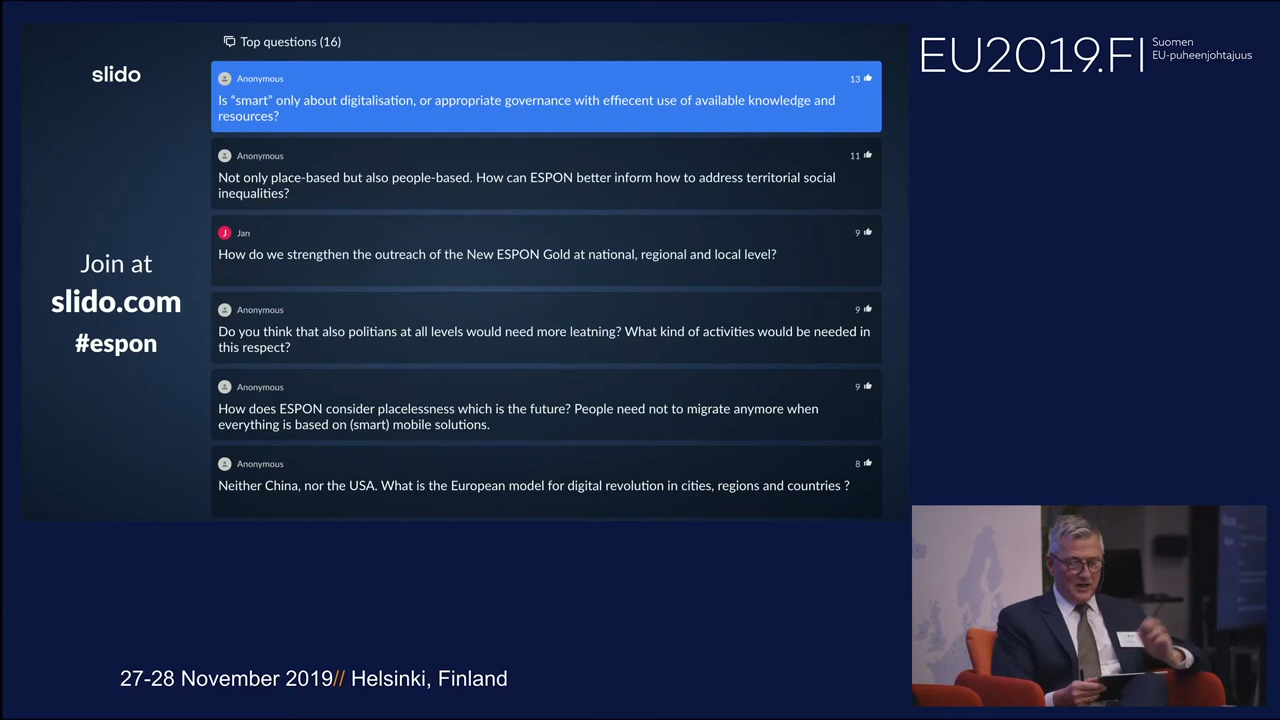 Top questions (16)
slido
Anonymous
13
Is “smart” only about digitalisation, or appropriate governance with effiecent use of available knowledge and
resources?
Anonymous
11
Not only place-based but also people-based. How can ESPON better inform how to address territorial social
inequalities?
J Jan
9
How do we strengthen the outreach of the New ESPON Gold at national, regional and local level?
Anonymous
9
Do you think that also politians at all levels would need more leatning? What kind of activities would be needed in
this respect?
Anonymous
9
How does ESPON consider placelessness which is the future? People need not to migrate anymore when
everything is based on (smart) mobile solutions.
Anonymous
8
Neither China, nor the USA. What is the European model for digital revolution in cities, regions and countries ?
Join at
slido.com
#espon
EU2019.FI
Suomen
EU-puheenjohtajuus
27-28 November 2019// Helsinki, Finland